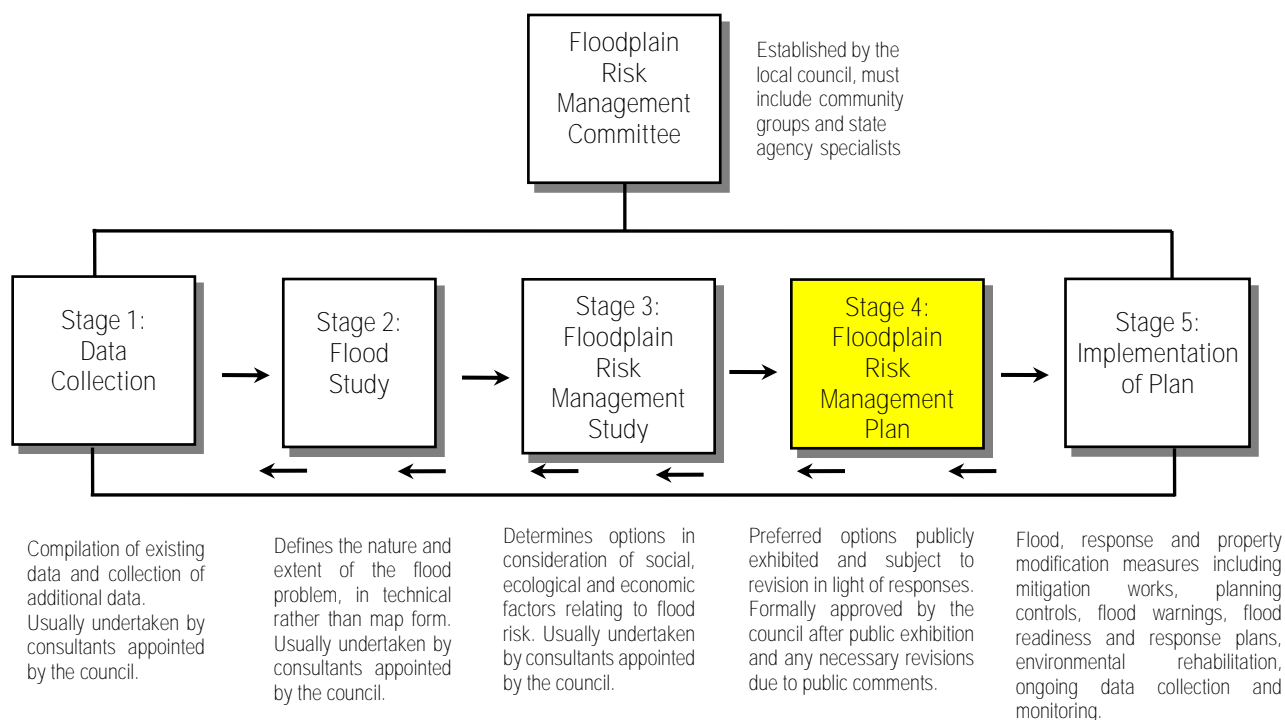 Floodplain
Risk
Management
Committee
Established by the
local council, must
include community
groups and state
agency specialists
Stage 1:
Data
Collection
Stage 2:
Flood
Study
Stage 3:
Floodplain
Risk
Management
Study
Stage 4:
Floodplain
Risk
Management
Plan
Stage 5:
Implementation
of Plan
Compilation of existing
data and collection of
additional data.
Usually undertaken by
consultants appointed
by the council.
Defines the nature and
extent of the flood
problem, in technical
rather than map form.
Usually undertaken by
consultants appointed
by the council.
Determines options in
consideration of social,
ecological and economic
factors relating to flood
risk. Usually undertaken
by consultants appointed
by the council.
Preferred options publicly
exhibited and subject to
revision in light of responses.
Formally approved by the
council after public exhibition
and any necessary revisions
due to public comments.
Flood, response and property
modification measures including
mitigation works, planning
controls, flood warnings, flood
readiness and response plans,
environmental rehabilitation,
ongoing data collection and
monitoring.